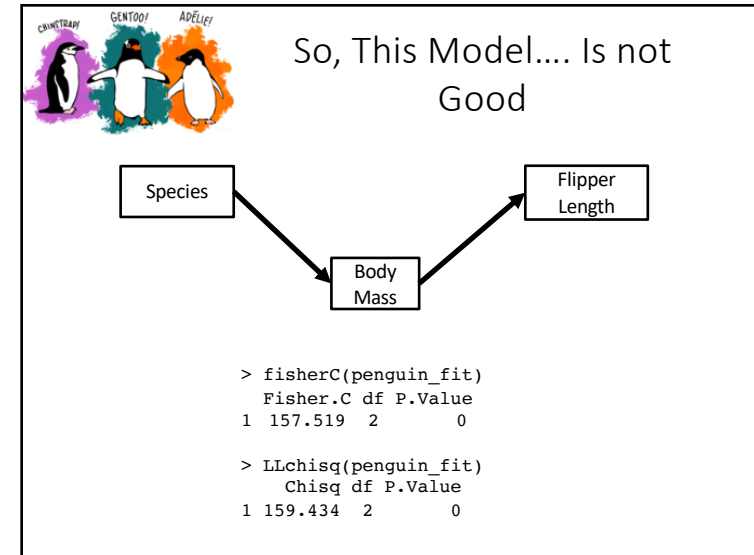 CHINSTRAP!
GENTOO!
ADÉLIE!
So, This Model…. Is not
Good
Species
Flipper
Length
Body
Mass
> fisherC(penguin_fit)
  Fisher.C df P.Value
1  157.519  2       0
> LLchisq(penguin_fit)
    Chisq df P.Value
1 159.434  2       0